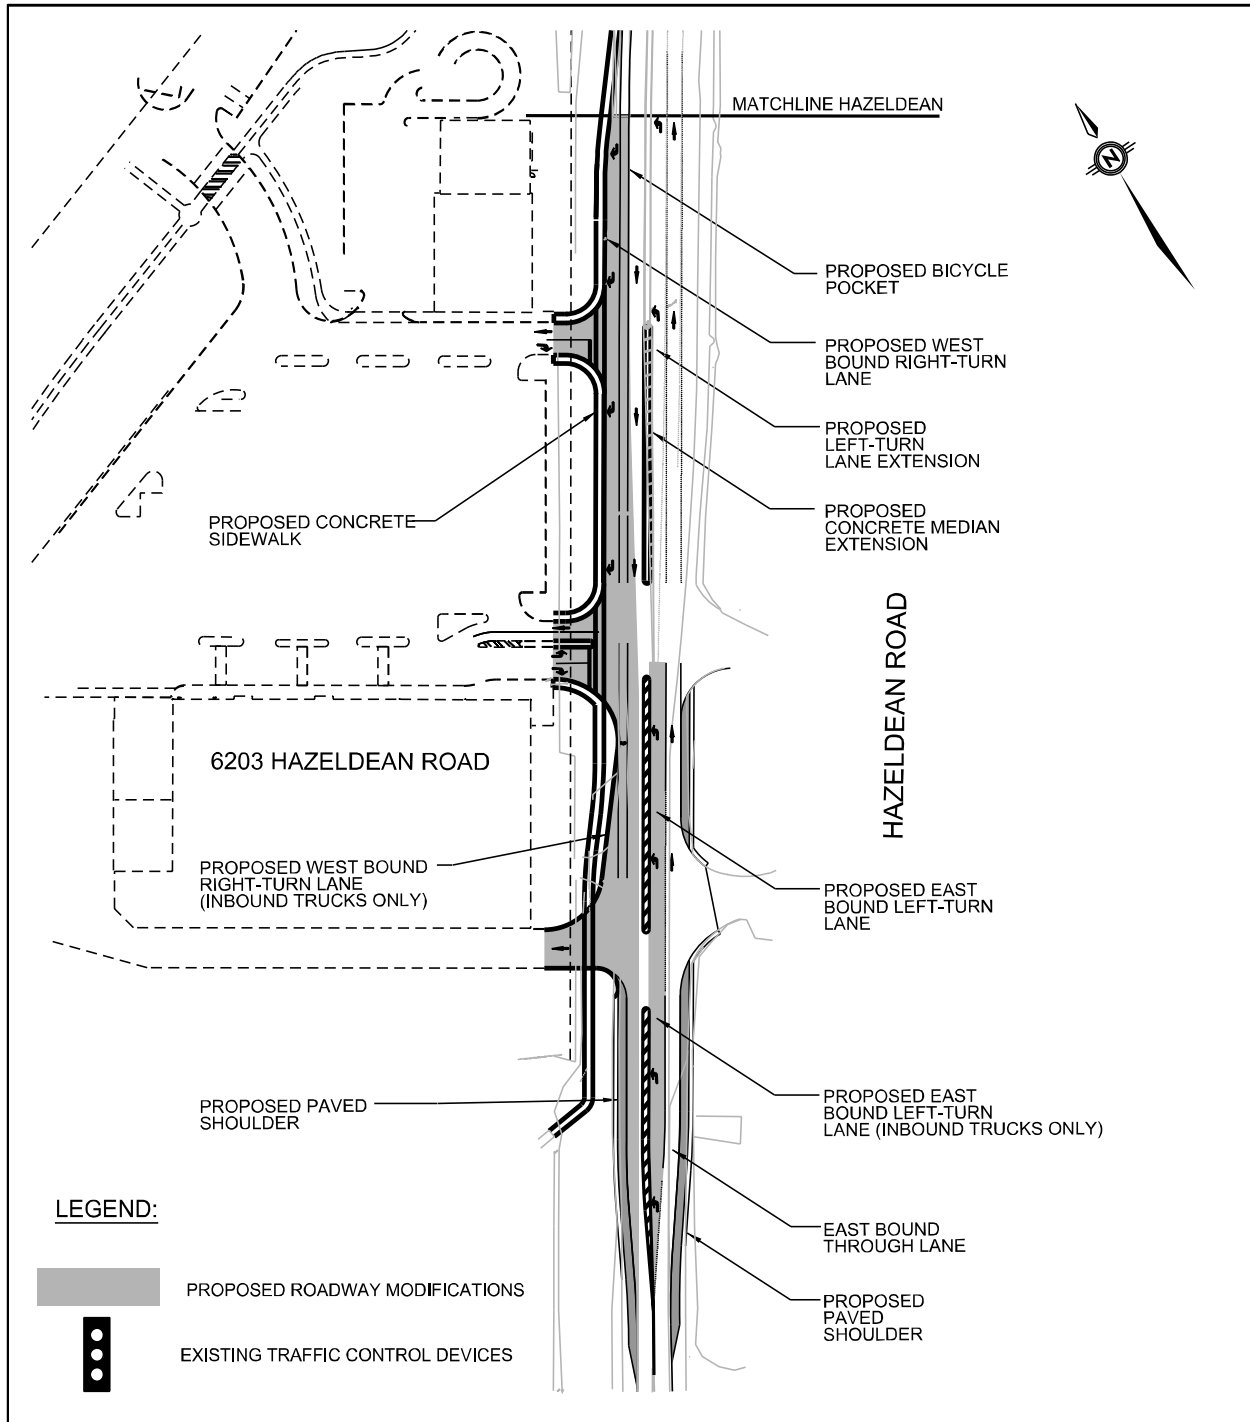 MATCHLINE HAZELDEAN
N
PROPOSED BICYCLE
POCKET
PROPOSED WEST
BOUND RIGHT-TURN
LANE
PROPOSED
LEFT-TURN
LANE EXTENSION
PROPOSED CONCRETE
SIDEWALK
PROPOSED
CONCRETE MEDIAN
EXTENSION
HAZELDEAN ROAD
6203 HAZELDEAN ROAD
PROPOSED WEST BOUND
RIGHT-TURN LANE
(INBOUND TRUCKS ONLY)
PROPOSED EAST
BOUND LEFT-TURN
LANE
PROPOSED PAVED
SHOULDER
PROPOSED EAST
BOUND LEFT-TURN
LANE (INBOUND TRUCKS ONLY)
EAST BOUND
THROUGH LANE
PROPOSED
PAVED
SHOULDER
LEGEND:
PROPOSED ROADWAY MODIFICATIONS
EXISTING TRAFFIC CONTROL DEVICES